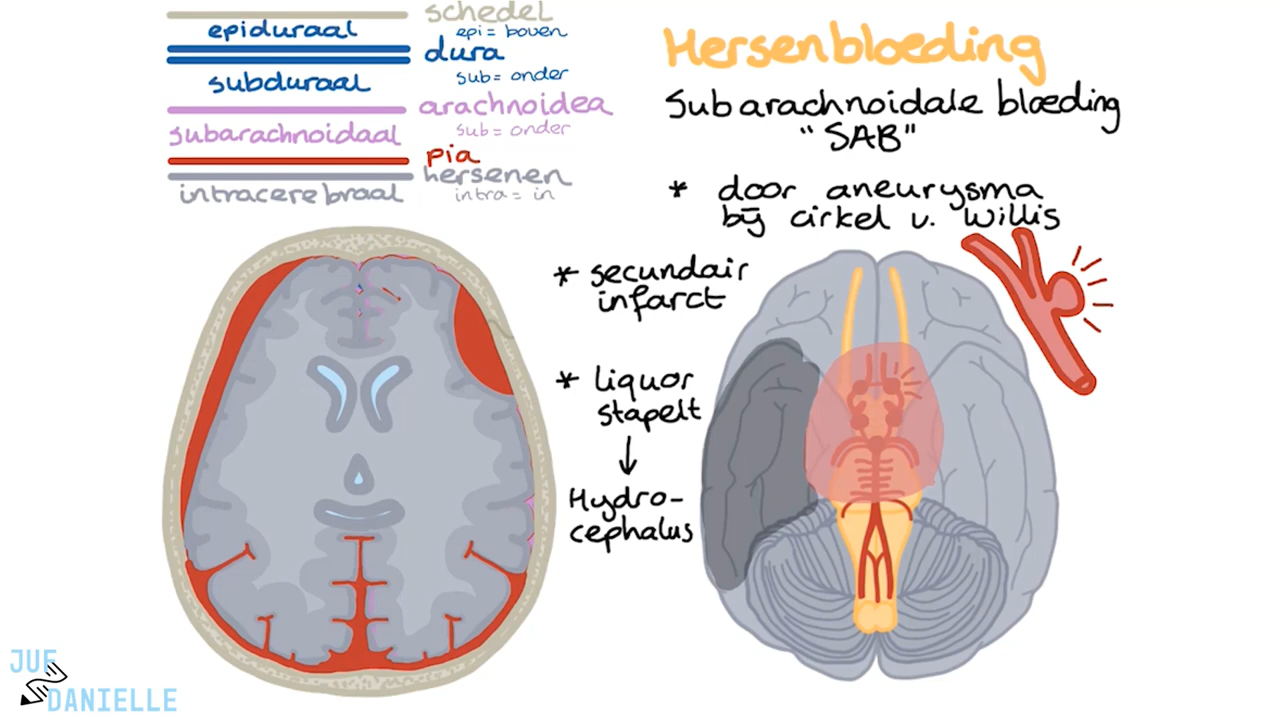 schedel
epiduraal
epi = boven
dura
subduraal
sub = onder
arachnoidea
subarachnoidaal
sub = onder
pia
hersenen
intracerebraal
intra = in
Hersenbloeding
Subarachnoidale bloeding
"SAB"
* door aneurysma
bij cirkel v. Willis
* secundair
infarct
* liquor
stapelt
↓
Hydro-
cephalus
JUF
DANIELLE